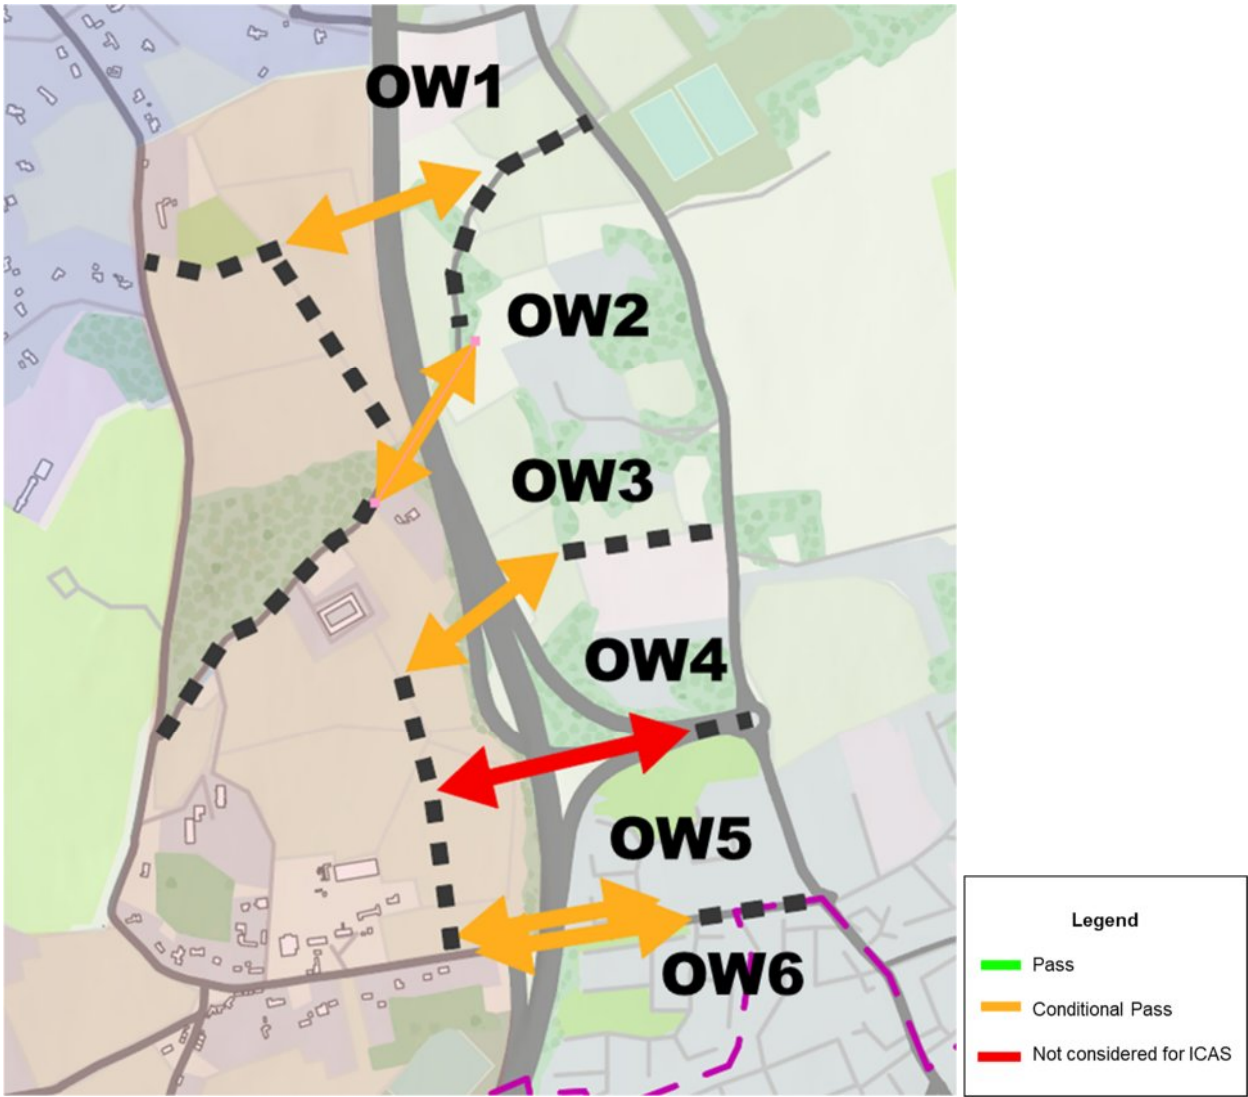 OW1
OW2
OW3
OW4
OW5
OW6
Legend
Pass
Conditional Pass
Not considered for ICAS